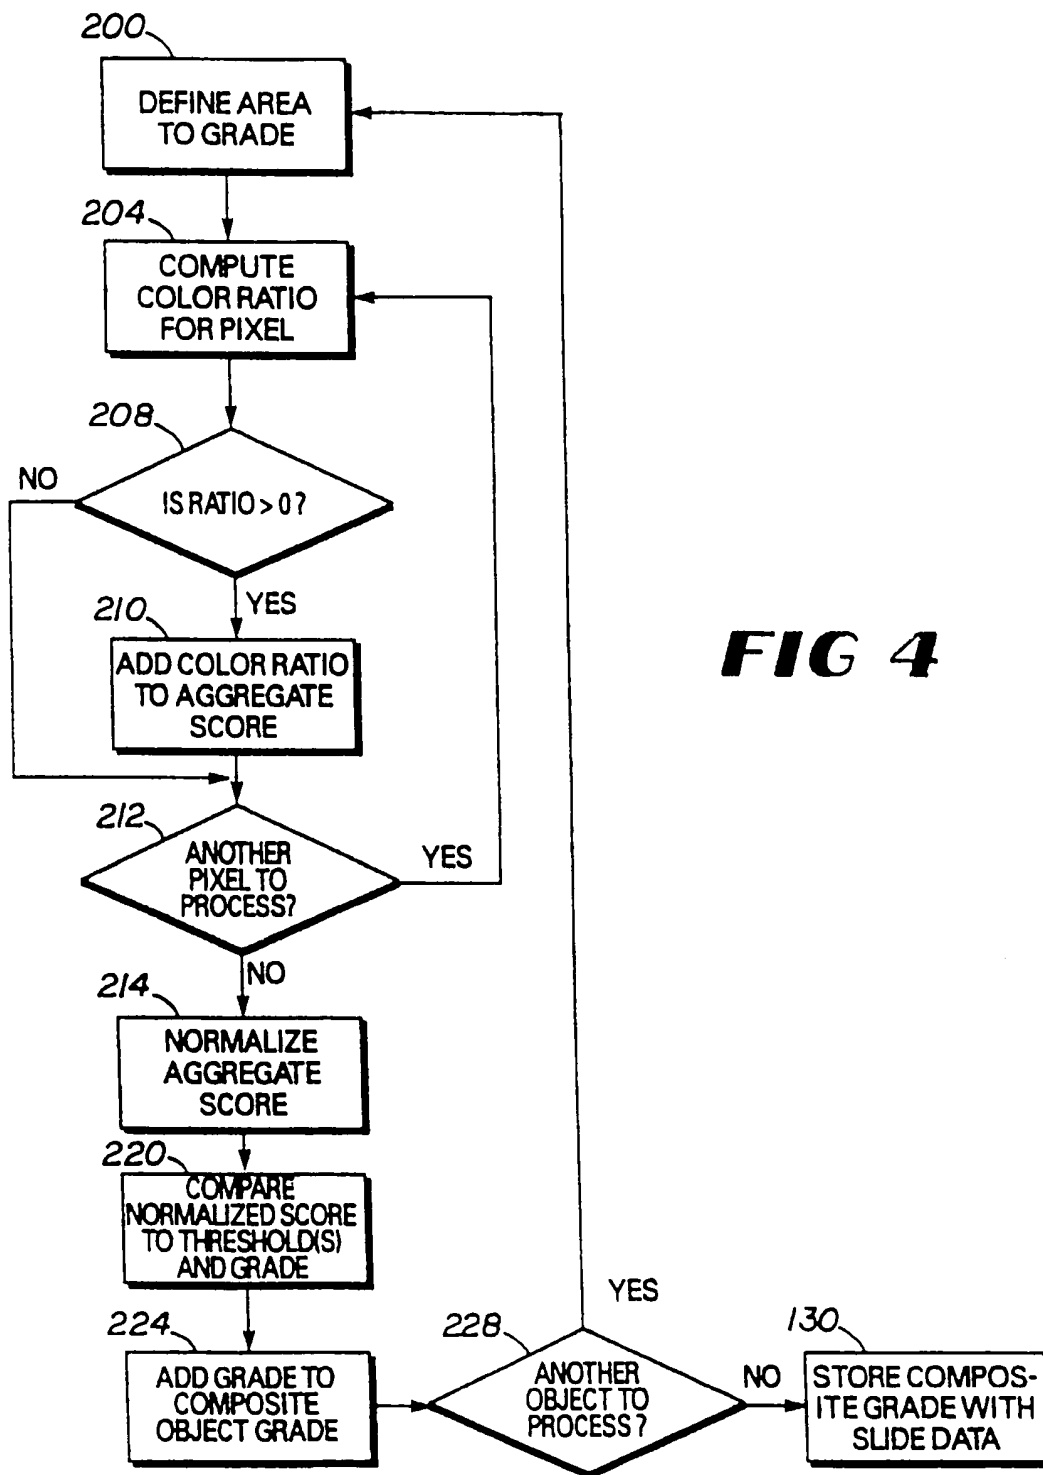 200
DEFINE AREA
TO GRADE
204
COMPUTE
COLOR RATIO
FOR PIXEL
208
NO
IS RATIO > 0?
YES
210
ADD COLOR RATIO
TO AGGREGATE
SCORE
FIG 4
212
ANOTHER
PIXEL TO
PROCESS?
YES
NO
214
NORMALIZE
AGGREGATE
SCORE
220
COMPARE
NORMALIZED SCORE
TO THRESHOLD(S)
AND GRADE
YES
224
ADD GRADE TO
COMPOSITE
OBJECT GRADE
228
ANOTHER
OBJECT TO
PROCESS?
NO
130
STORE COMPOS-
ITE GRADE WITH
SLIDE DATA